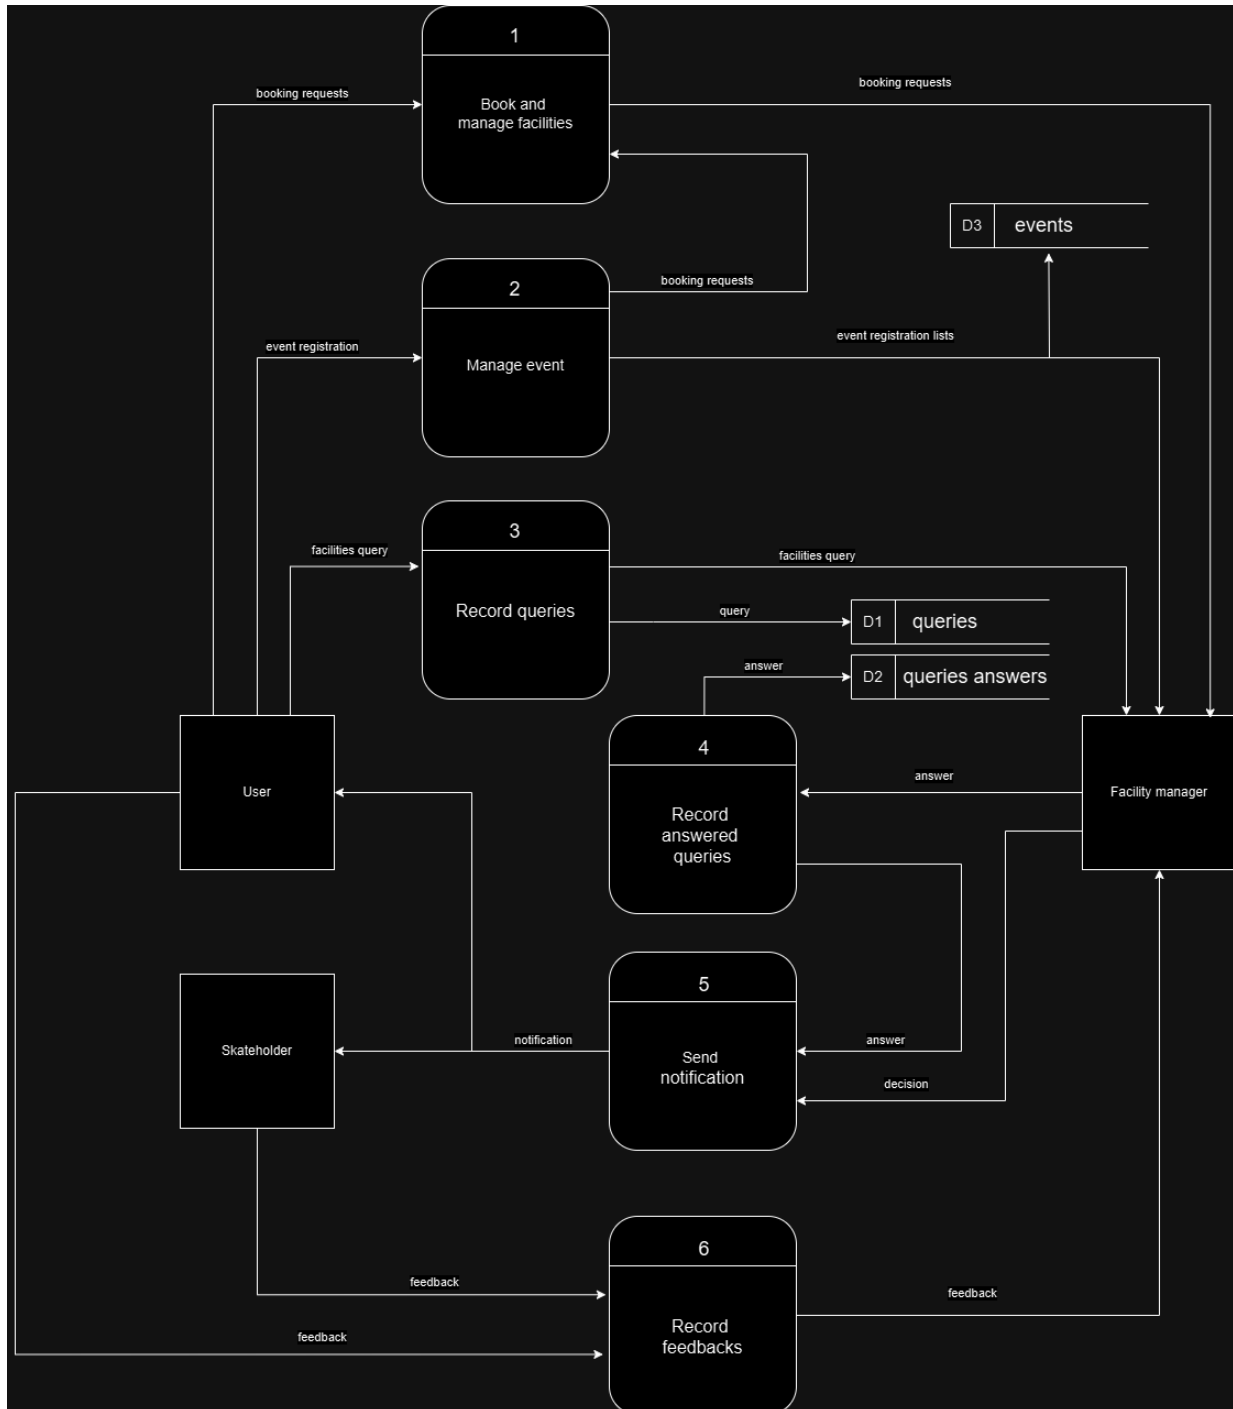 1
booking requests
booking requests
Book and
manage facilities
D3
events
2
booking requests
event registration
event registration lists
Manage event
3
facilities query
facilities query
Record queries
query
D1
queries
answer
D2
queries answers
4
answer
User
Facility manager
Record
answered
queries
5
notification
answer
Skateholder
Send
notification
decision
6
feedback
feedback
Record
feedbacks
feedback